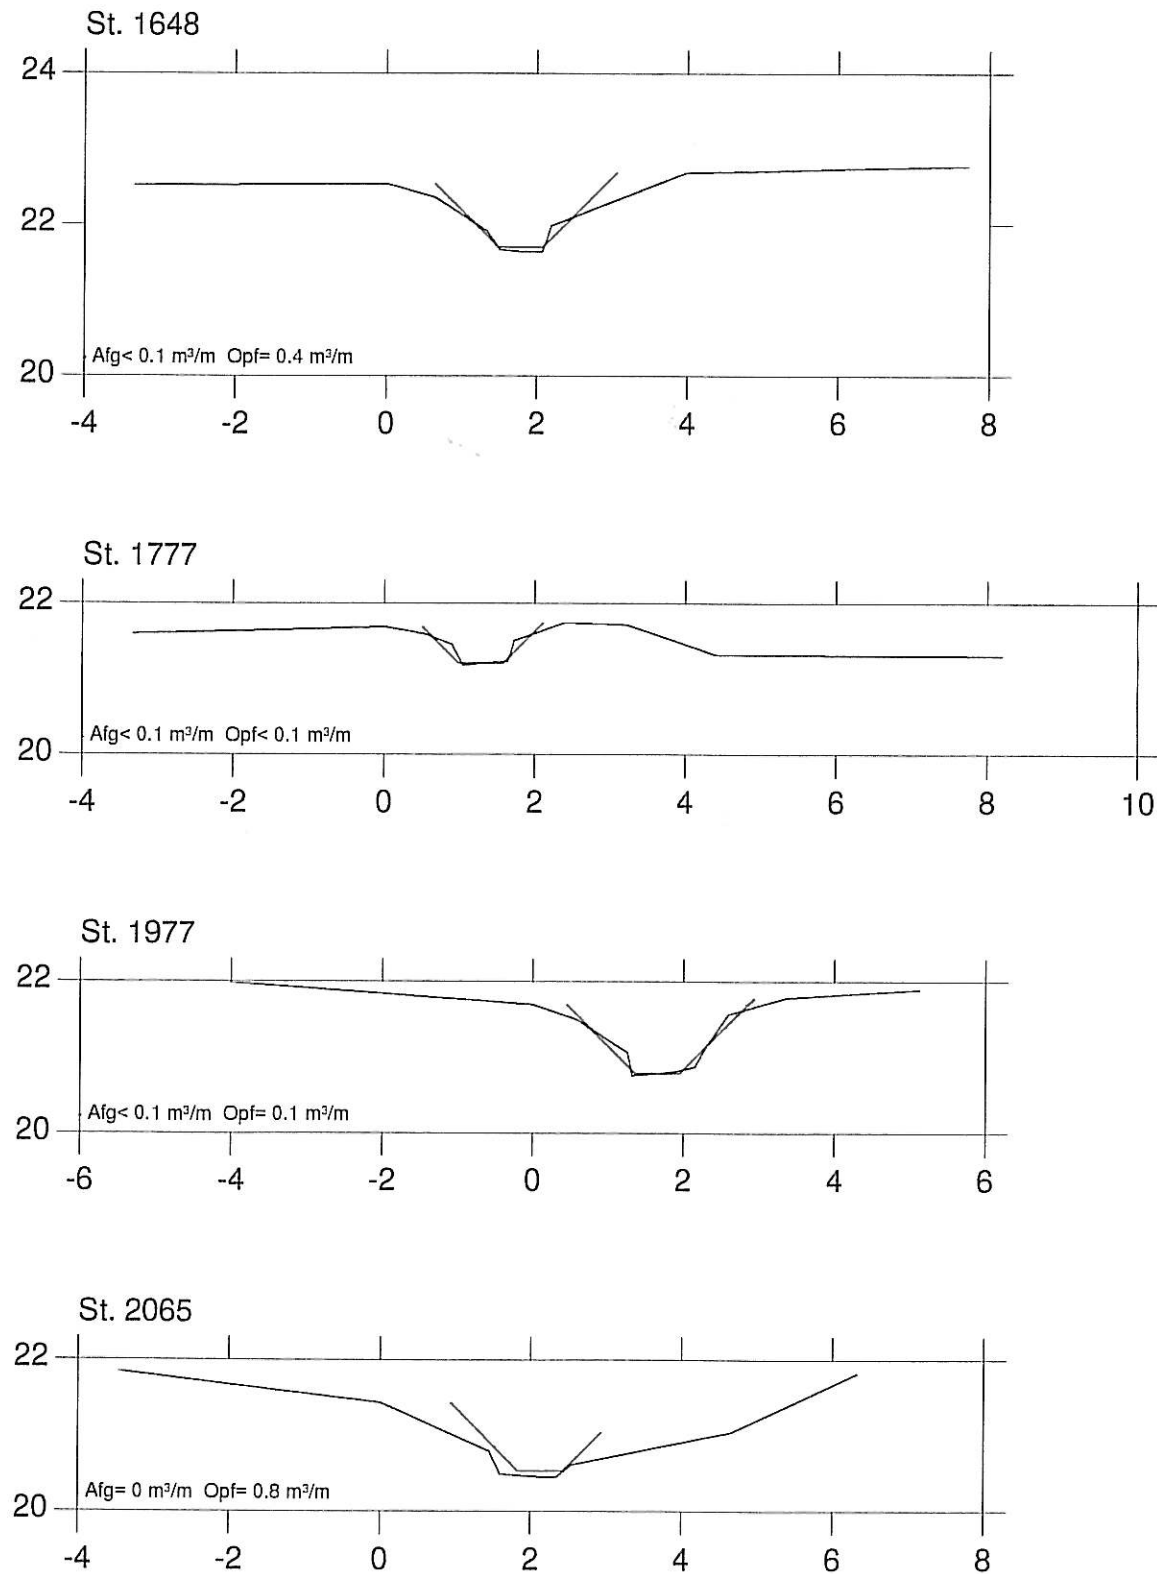 St. 1648
24
22
Afg< 0.1 m³/m Opf= 0.4 m³/m
20
-4 -2 0 2 4 6 8
St. 1777
22
Afg< 0.1 m³/m Opf< 0.1 m³/m
20
-4 -2 0 2 4 6 8 10
St. 1977
22
Afg< 0.1 m³/m Opf= 0.1 m³/m
20
-6 -4 -2 0 2 4 6
St. 2065
22
Afg= 0 m³/m Opf= 0.8 m³/m
20
-4 -2 0 2 4 6 8